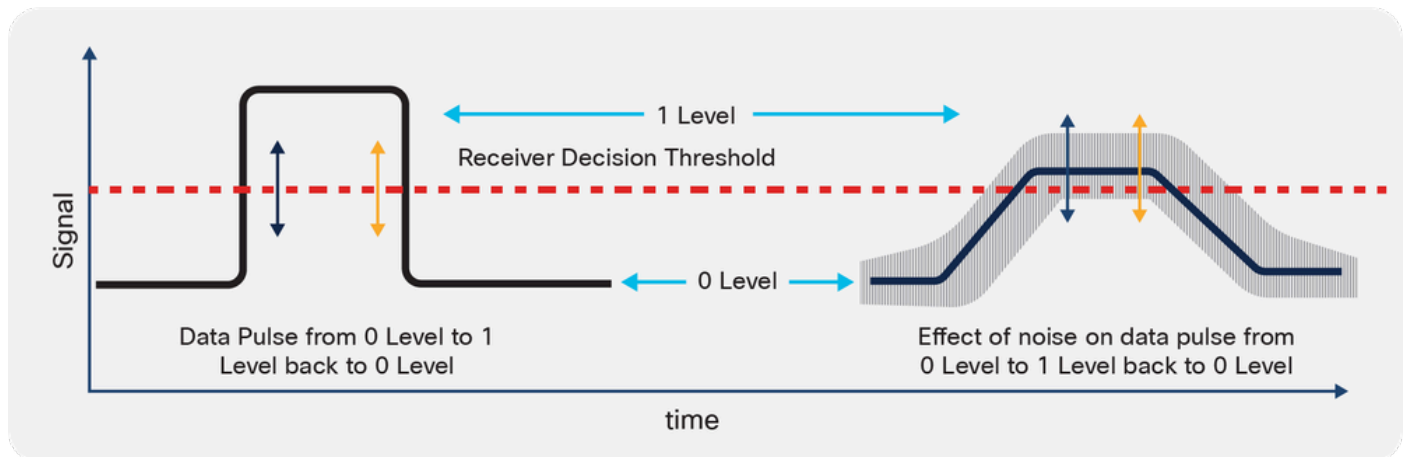 1 Level
Receiver Decision Threshold
Signal
0 Level
Data Pulse from 0 Level to 1
Level back to 0 Level
Effect of noise on data pulse from
0 Level to 1 Level back to 0 Level
time